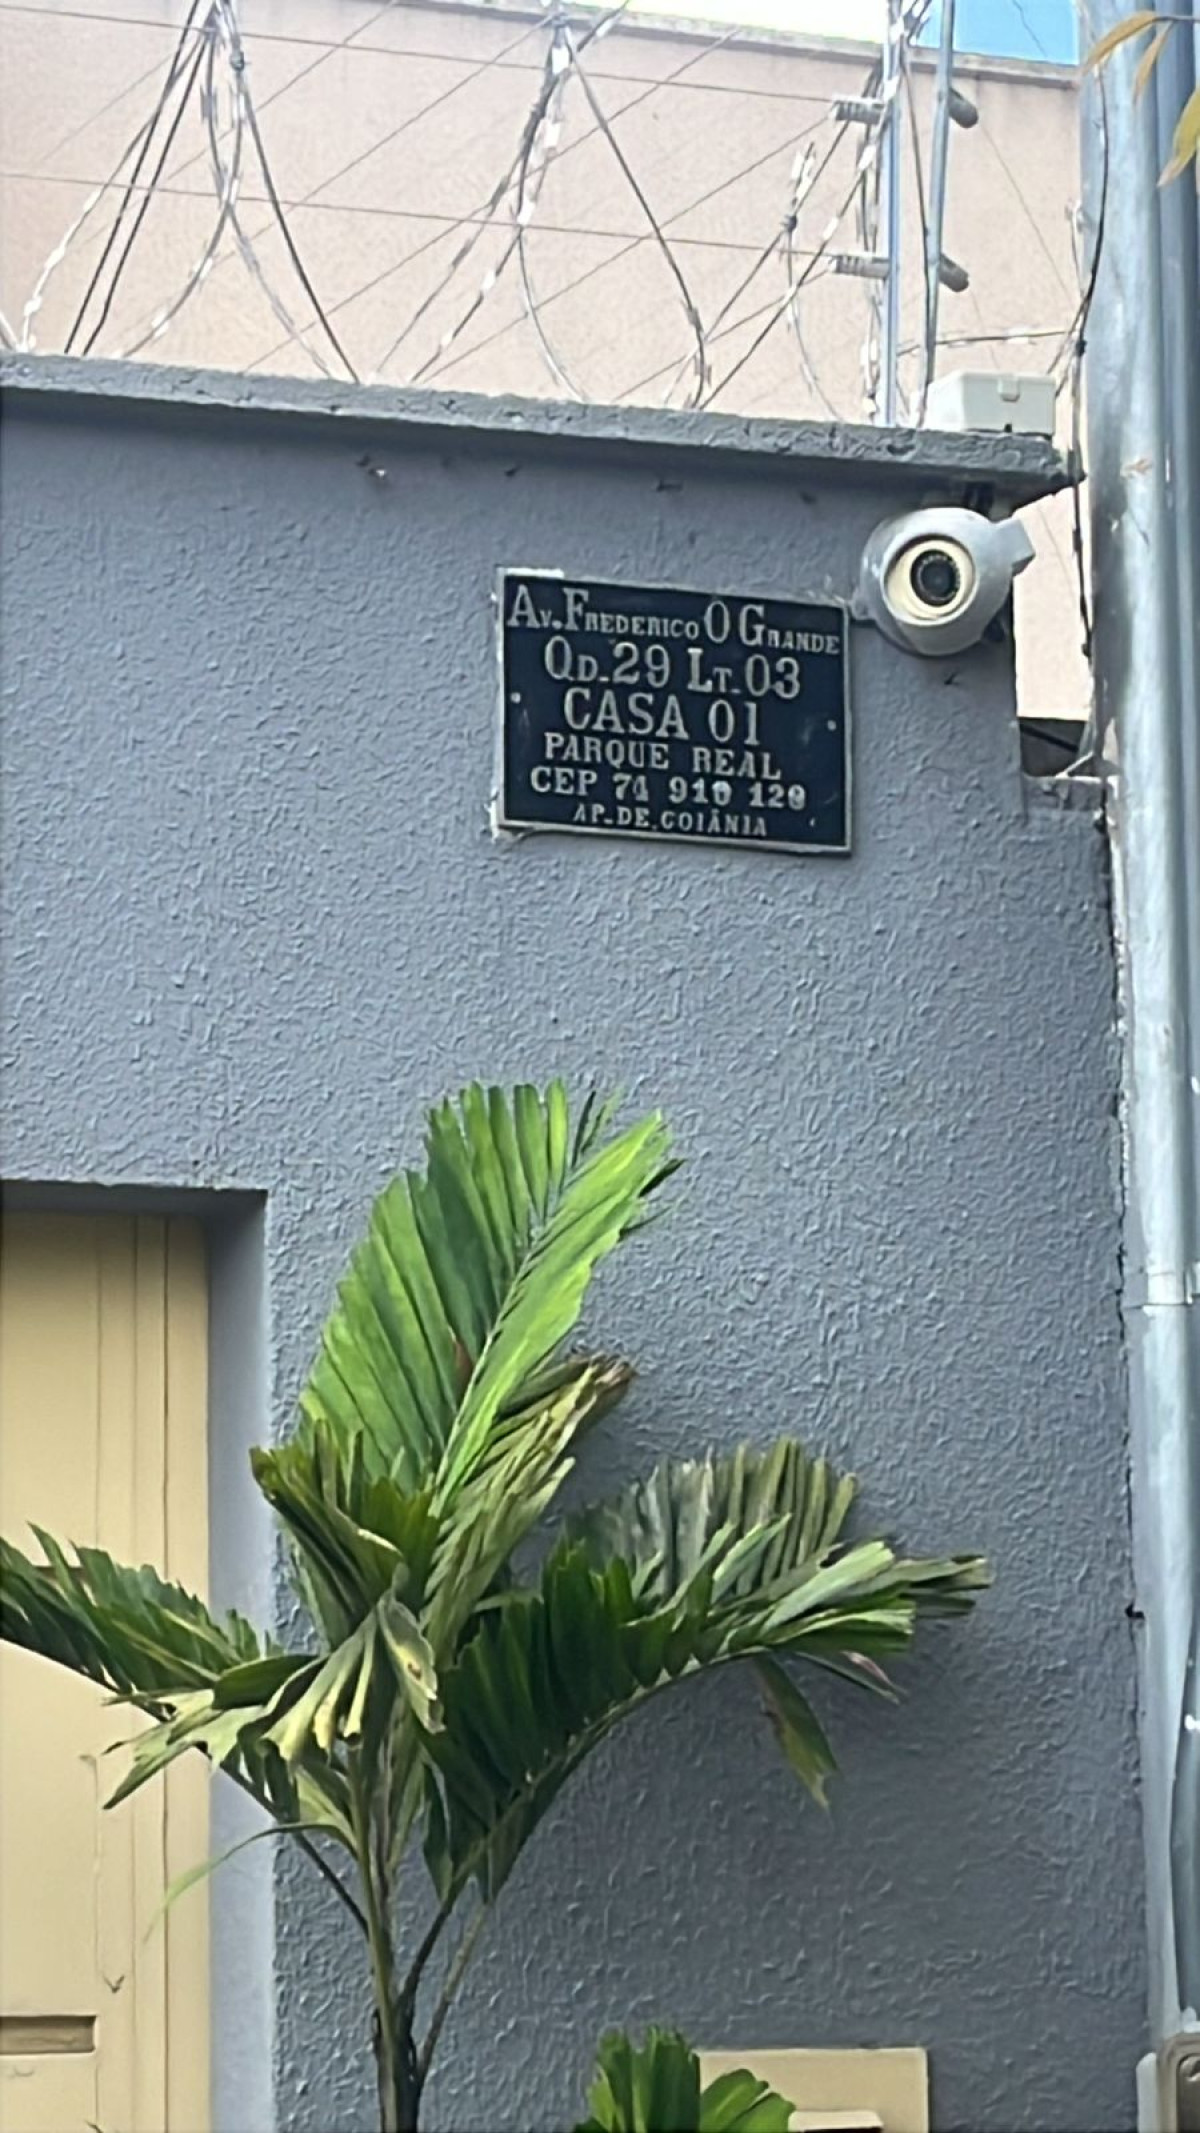 Av. Frederico O Grande
Qd. 29 Lt. 03
CASA 01
PARQUE REAL
CEP 74 910 120
AP. DE. GOIÂNIA